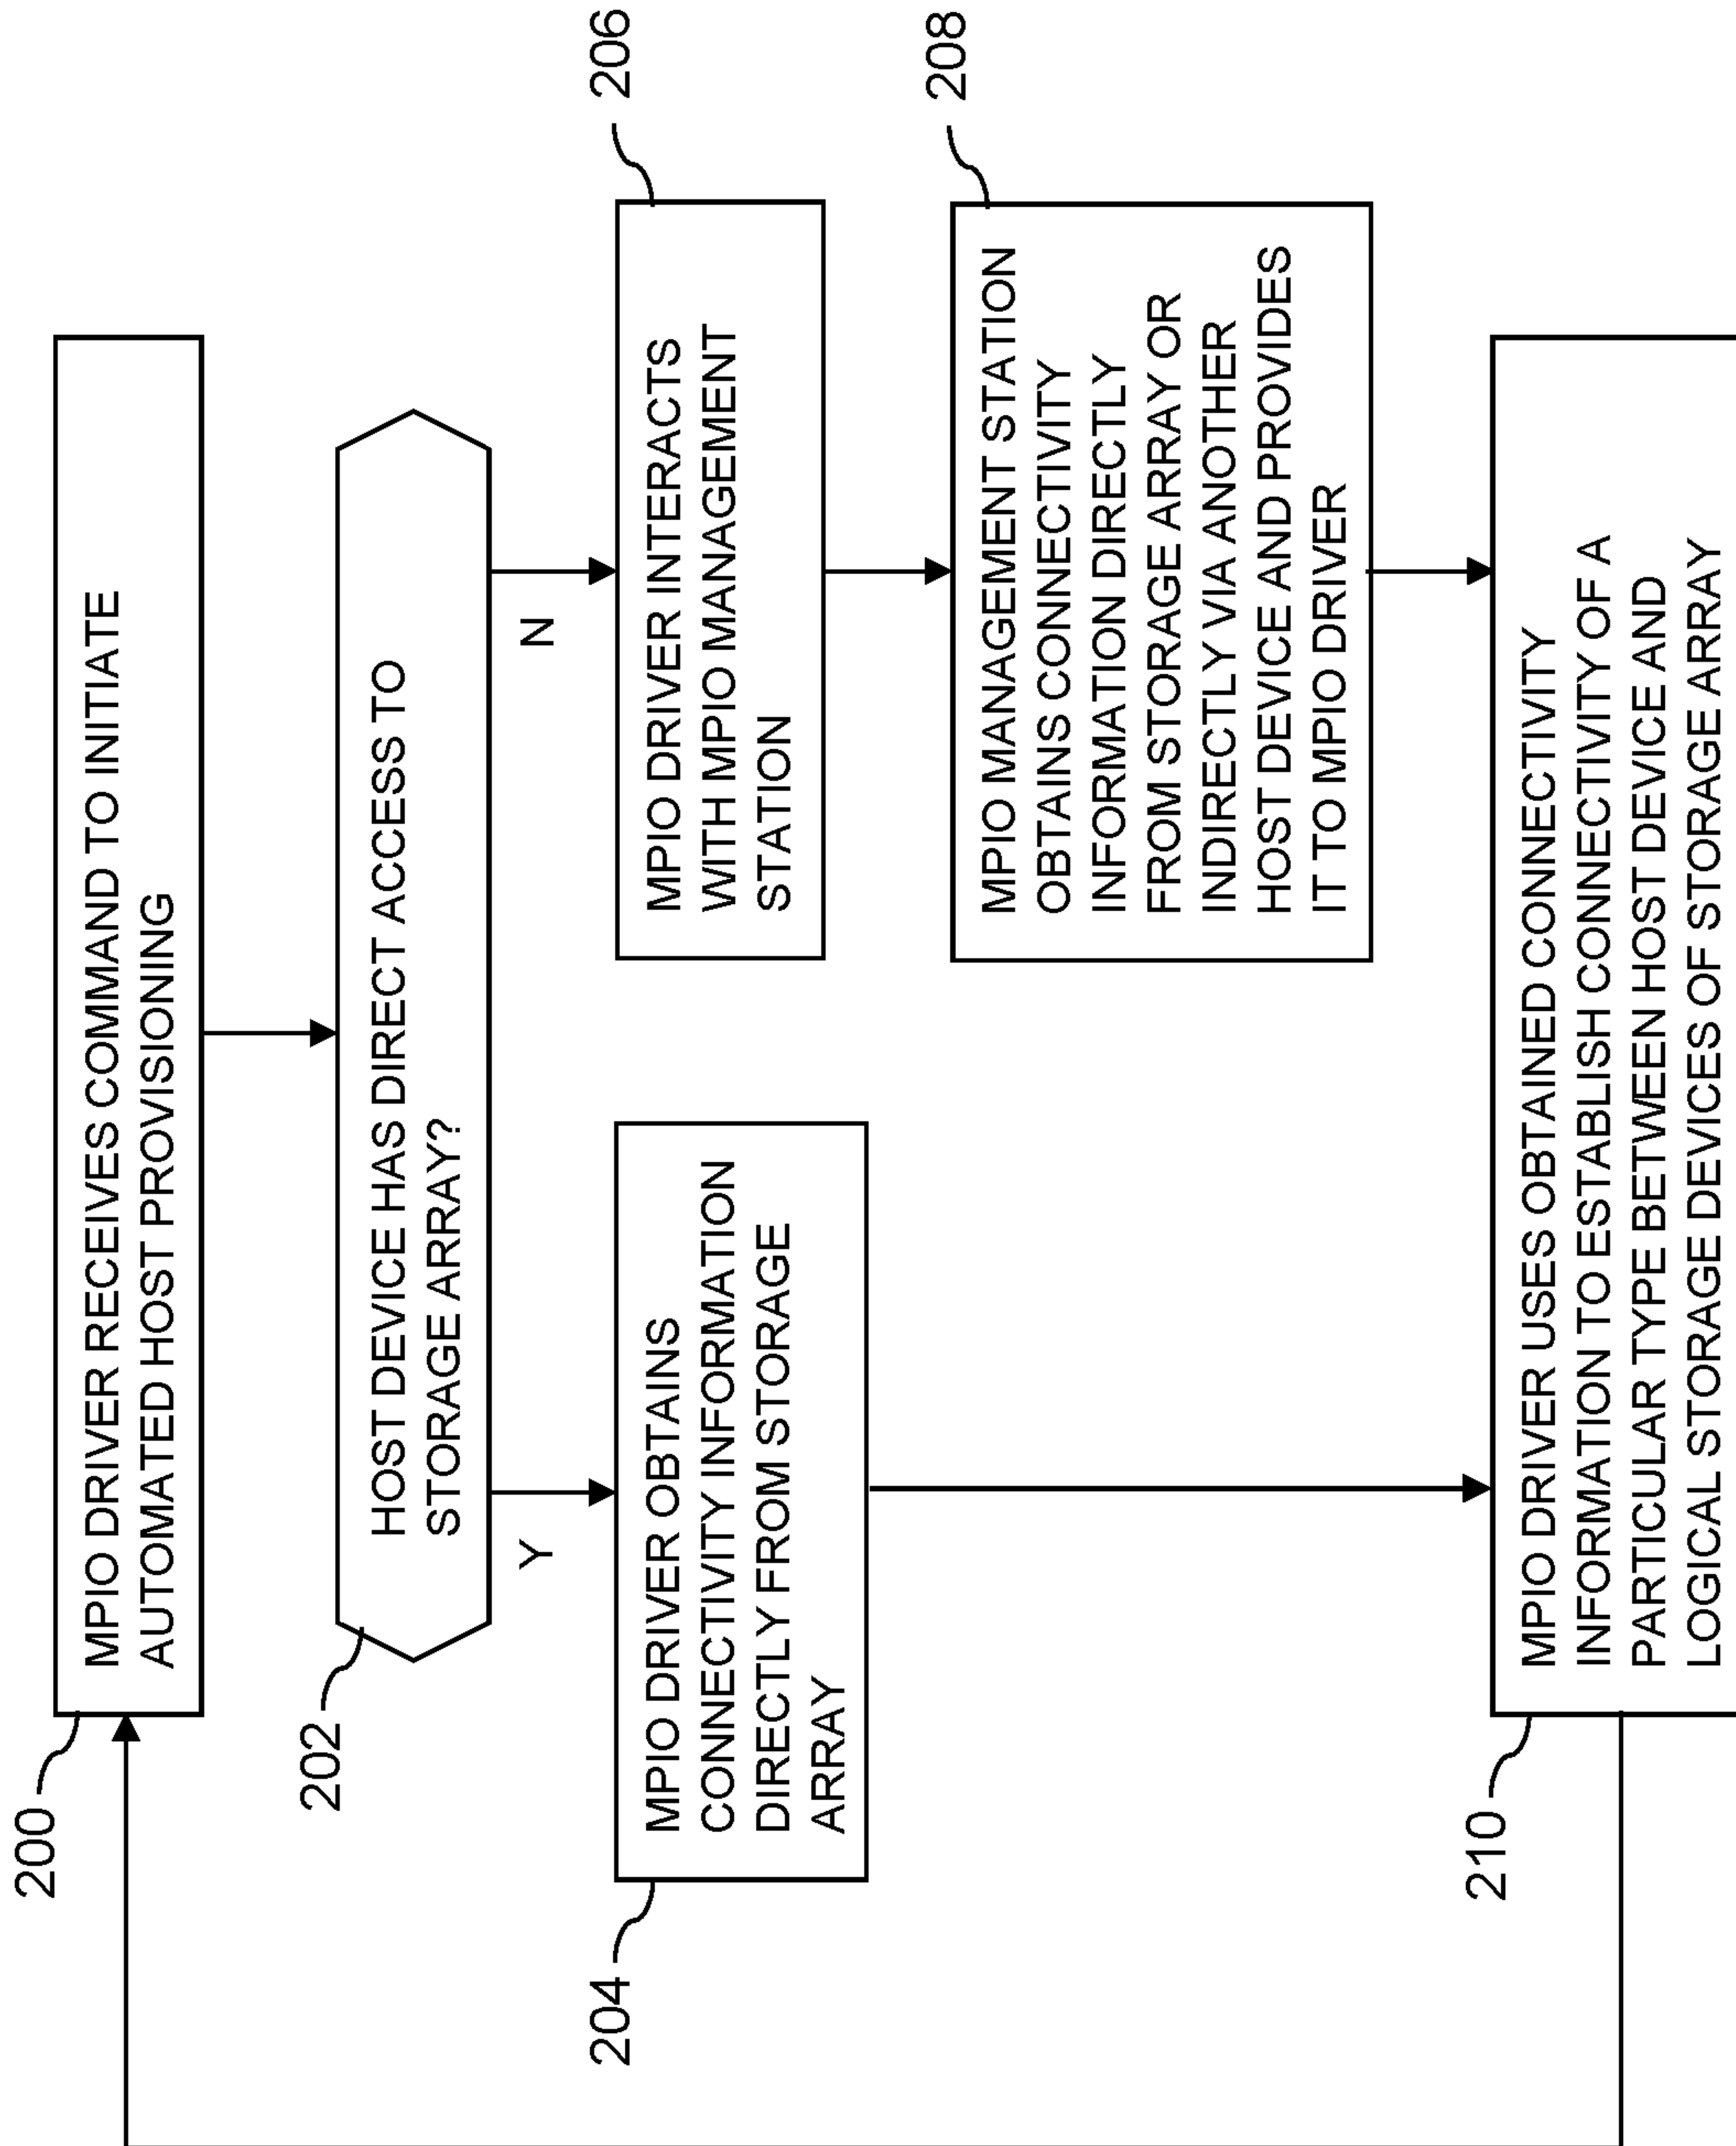 200
MPIO DRIVER RECEIVES COMMAND TO INITIATE
AUTOMATED HOST PROVISIONING
202
HOST DEVICE HAS DIRECT ACCESS TO
STORAGE ARRAY?
Y
N
204
MPIO DRIVER OBTAINS
CONNECTIVITY INFORMATION
DIRECTLY FROM STORAGE
ARRAY
206
MPIO DRIVER INTERACTS
WITH MPIO MANAGEMENT
STATION
208
MPIO MANAGEMENT STATION
OBTAINS CONNECTIVITY
INFORMATION DIRECTLY
FROM STORAGE ARRAY OR
INDIRECTLY VIA ANOTHER
HOST DEVICE AND PROVIDES
IT TO MPIO DRIVER
210
MPIO DRIVER USES OBTAINED CONNECTIVITY
INFORMATION TO ESTABLISH CONNECTIVITY OF A
PARTICULAR TYPE BETWEEN HOST DEVICE AND
LOGICAL STORAGE DEVICES OF STORAGE ARRAY